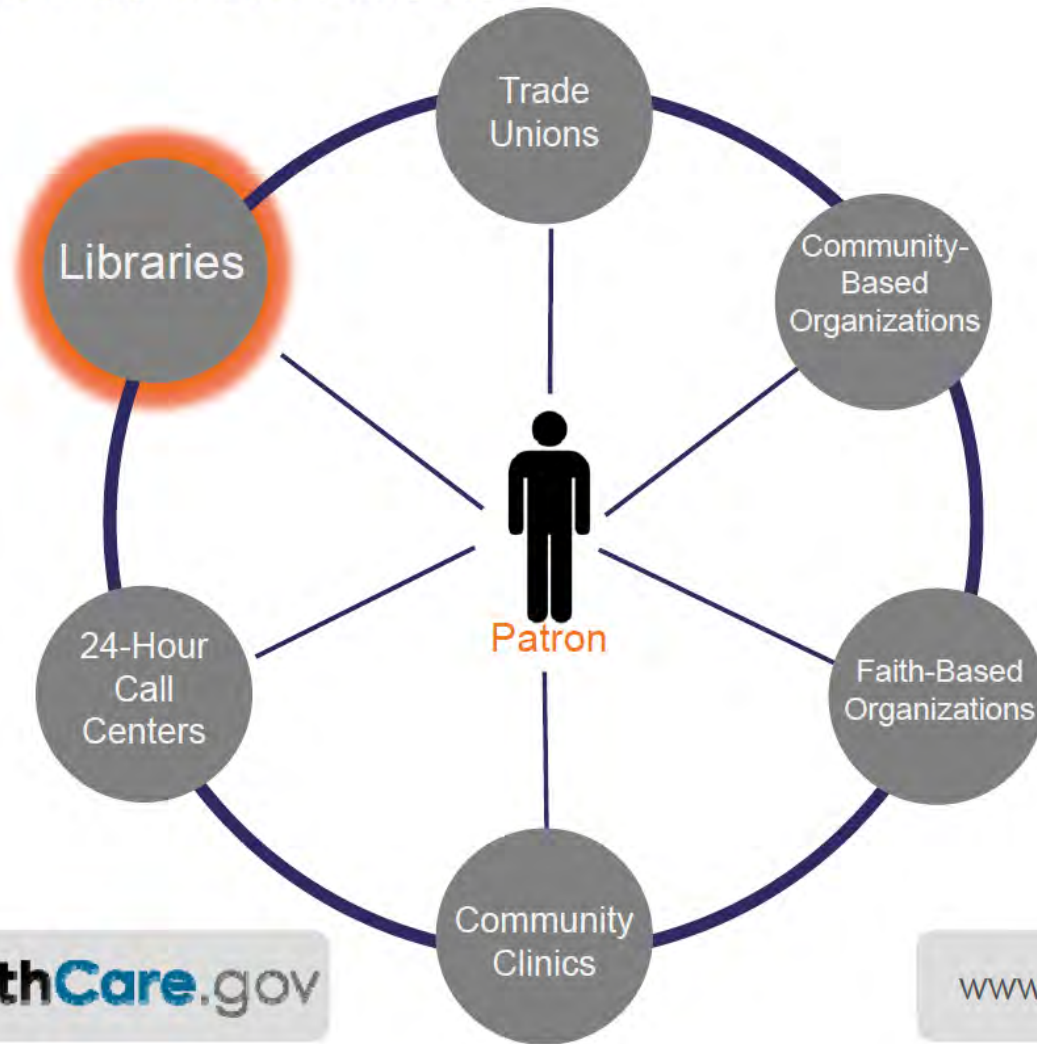 Trade
Unions
Libraries
Community-
Based
Organizations
Patron
24-Hour
Call
Centers
Faith-Based
Organizations
Community
Clinics
thCare.gov
www